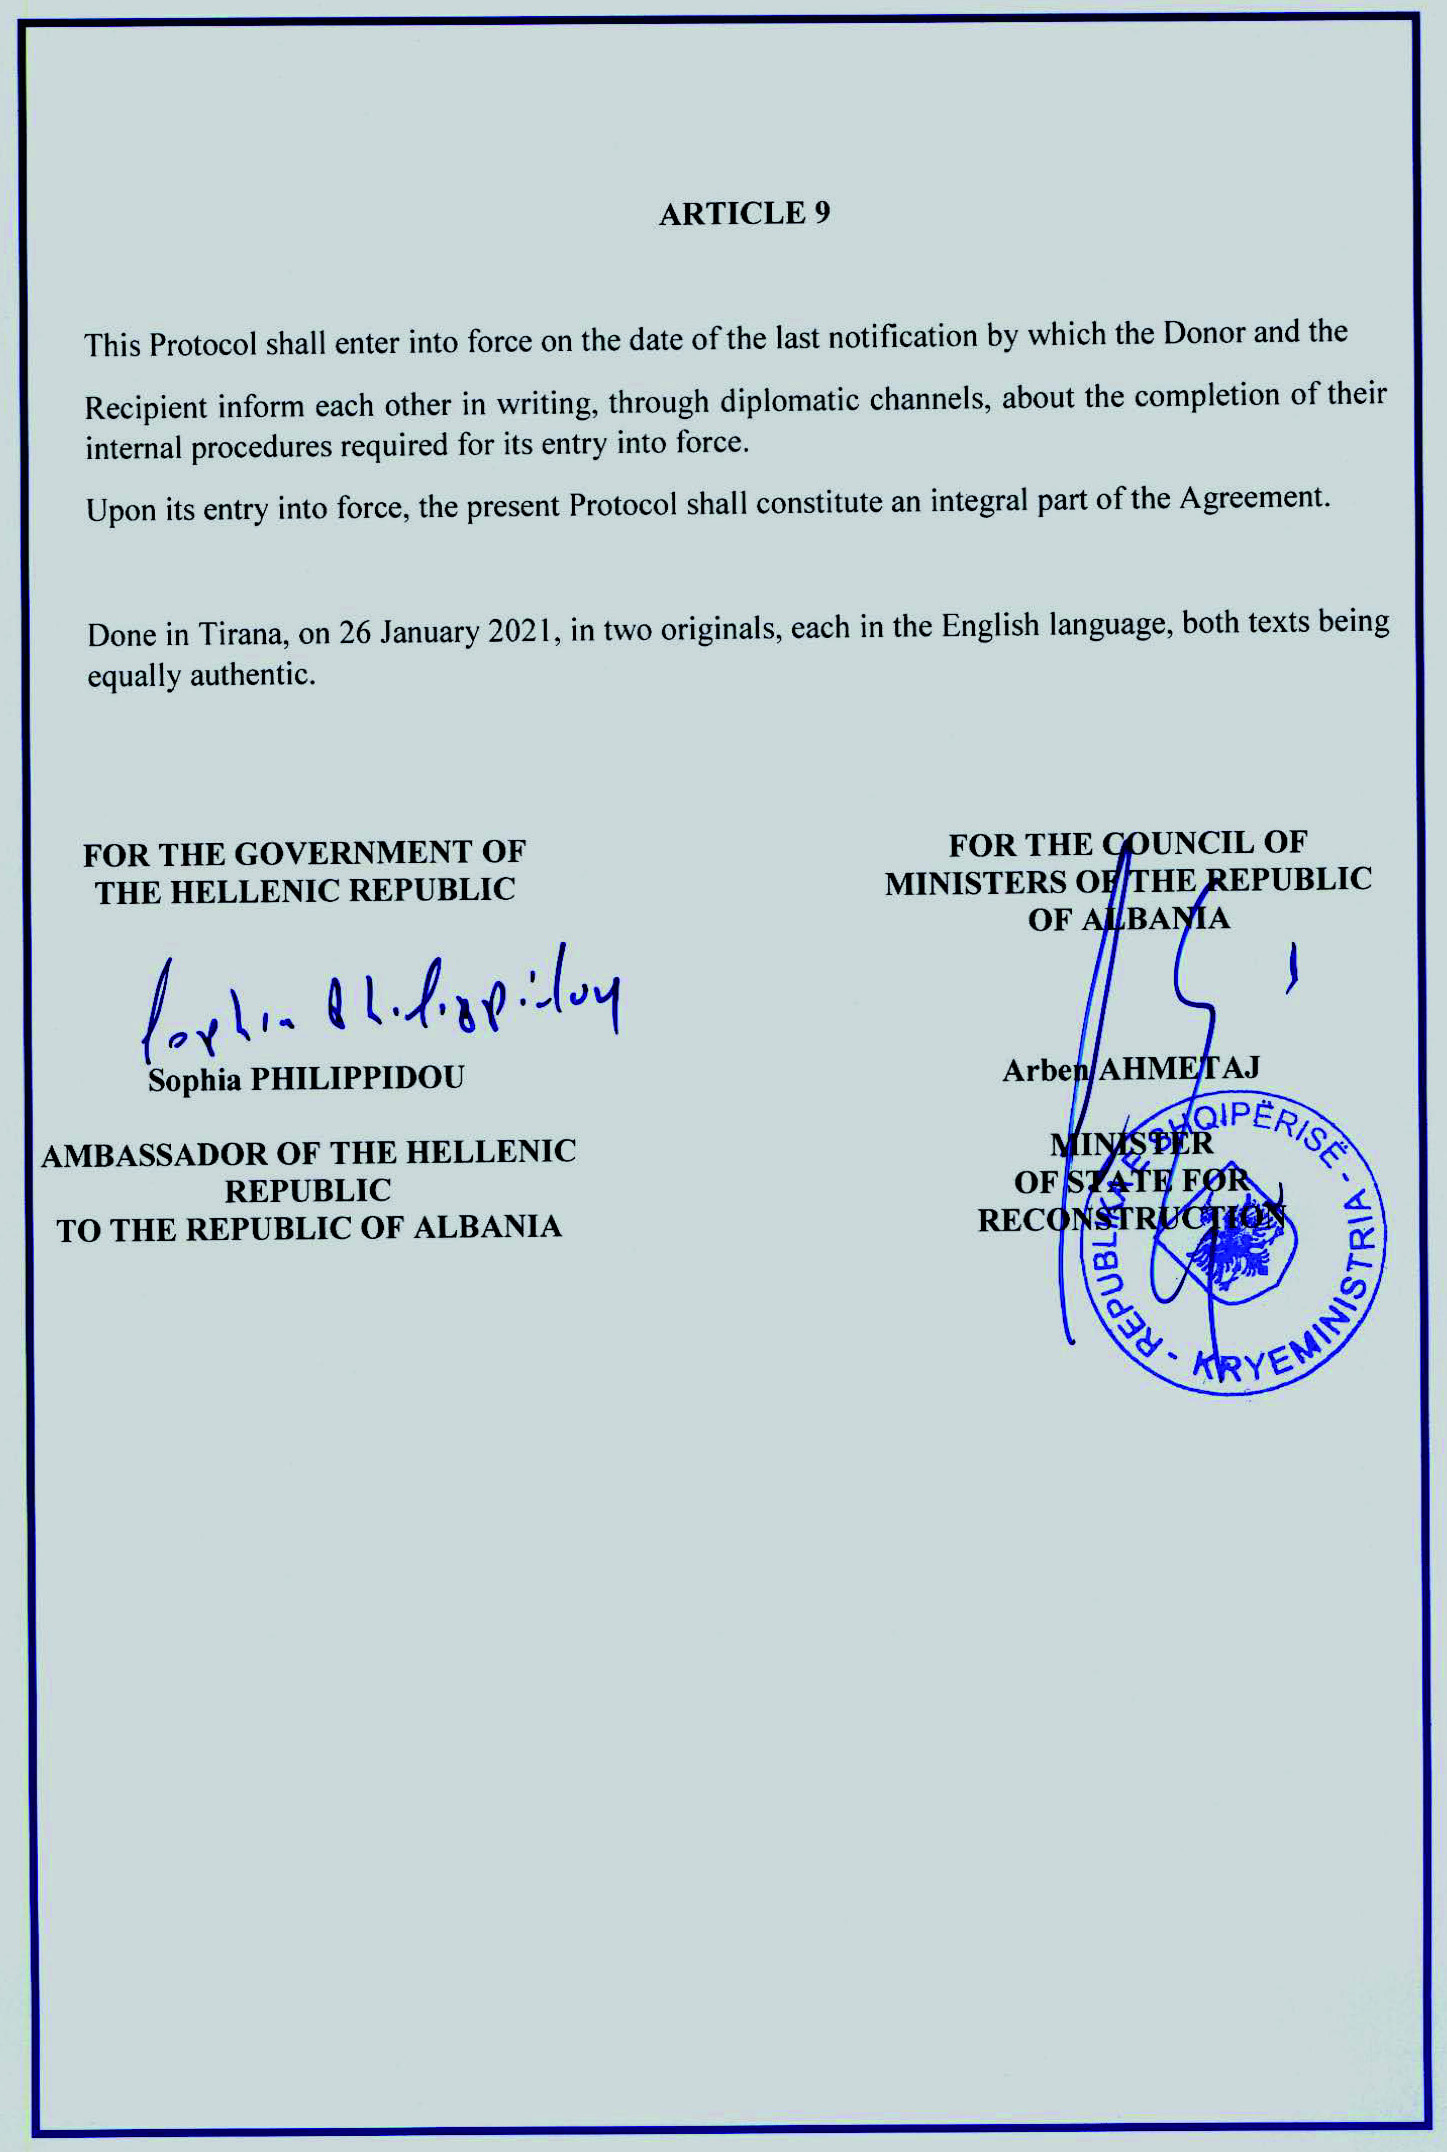 ARTICLE 9
This Protocol shall enter into force on the date of the last notification by which the Donor and the
Recipient inform each other in writing, through diplomatic channels, about the completion of their
internal procedures required for its entry into force.
Upon its entry into force, the present Protocol shall constitute an integral part of the Agreement.
Done in Tirana, on 26 January 2021, in two originals, each in the English language, both texts being
equally authentic.
FOR THE GOVERNMENT OF
THE HELLENIC REPUBLIC
Sophia Philippidou
Sophia PHILIPPIDOU
AMBASSADOR OF THE HELLENIC
REPUBLIC
TO THE REPUBLIC OF ALBANIA
FOR THE COUNCIL OF
MINISTERS OF THE REPUBLIC
OF ALBANIA
Arben AHMETAJ
MINISTER
OF STATE FOR
RECONSTRUCTION
REPUBLIKA E SHQIPËRISË - KRYEMINISTRIA -